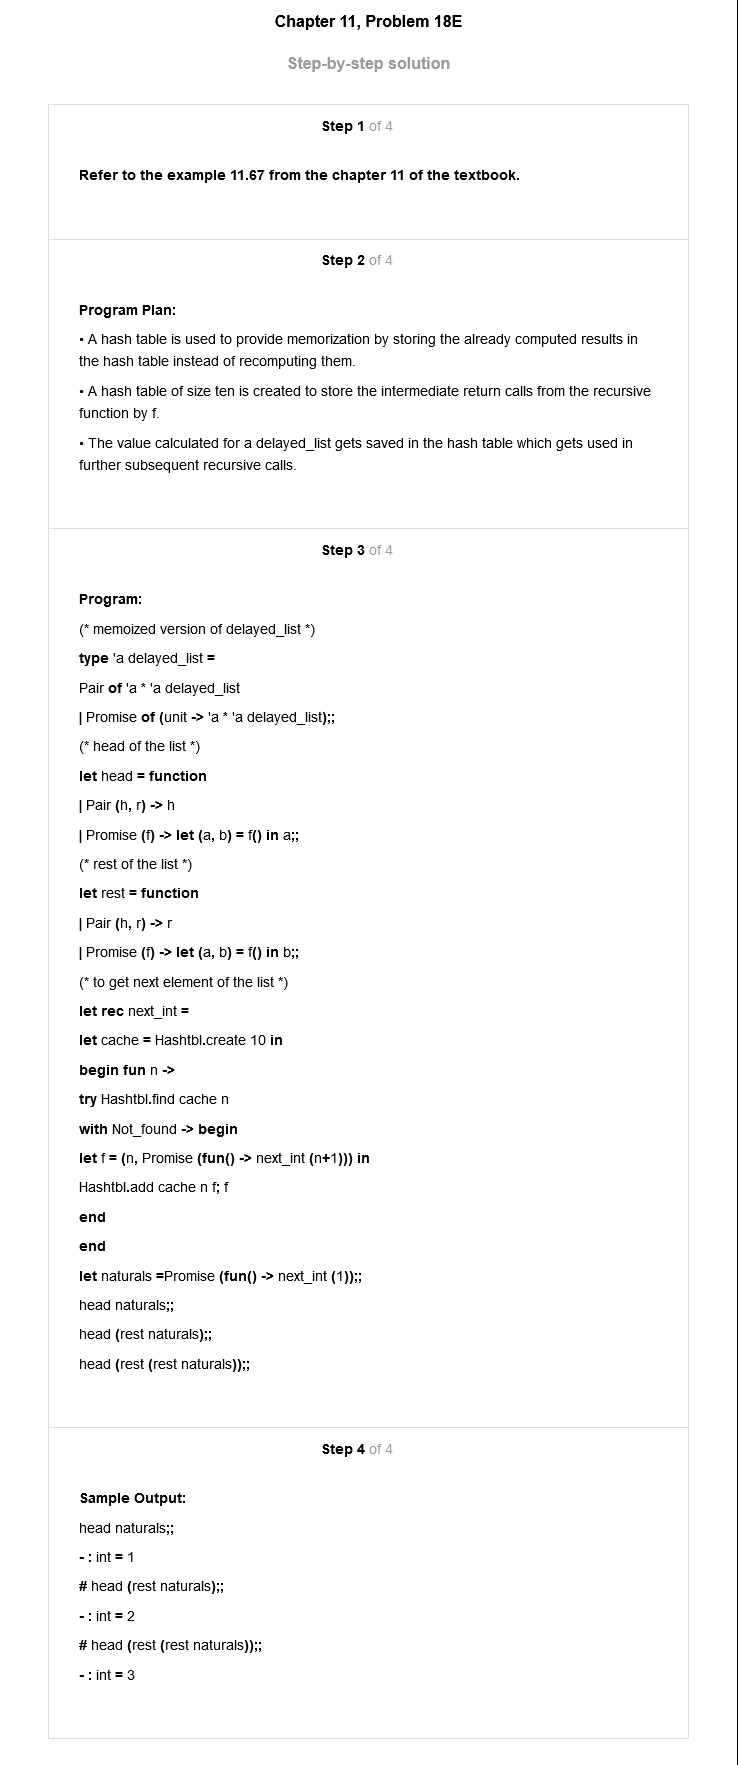 Chapter 11, Problem 18E
Step-by-step solution
Step 1 of 4
Refer to the example 11.67 from the chapter 11 of the textbook.
Step 2 of 4
Program Plan:
• A hash table is used to provide memorization by storing the already computed results in
the hash table instead of recomputing them.
• A hash table of size ten is created to store the intermediate return calls from the recursive
function by f.
• The value calculated for a delayed_list gets saved in the hash table which gets used in
further subsequent recursive calls.
Step 3 of 4
Program:
(* memoized version of delayed_list *)
type 'a delayed_list =
Pair of 'a * 'a delayed_list
| Promise of (unit -> 'a * 'a delayed_list);;
(* head of the list *)
let head = function
| Pair (h, r) -> h
| Promise (f) -> let (a, b) = f() in a;;
(* rest of the list *)
let rest = function
| Pair (h, r) -> r
| Promise (f) -> let (a, b) = f() in b;;
(* to get next element of the list *)
let rec next_int =
let cache = Hashtbl.create 10 in
begin fun n ->
try Hashtbl.find cache n
with Not_found -> begin
let f = (n, Promise (fun() -> next_int (n+1))) in
Hashtbl.add cache n f; f
end
end
let naturals =Promise (fun() -> next_int (1));;
head naturals;;
head (rest naturals);;
head (rest (rest naturals));;
Step 4 of 4
Sample Output:
head naturals;;
- : int = 1
# head (rest naturals);;
- : int = 2
# head (rest (rest naturals));;
- : int = 3